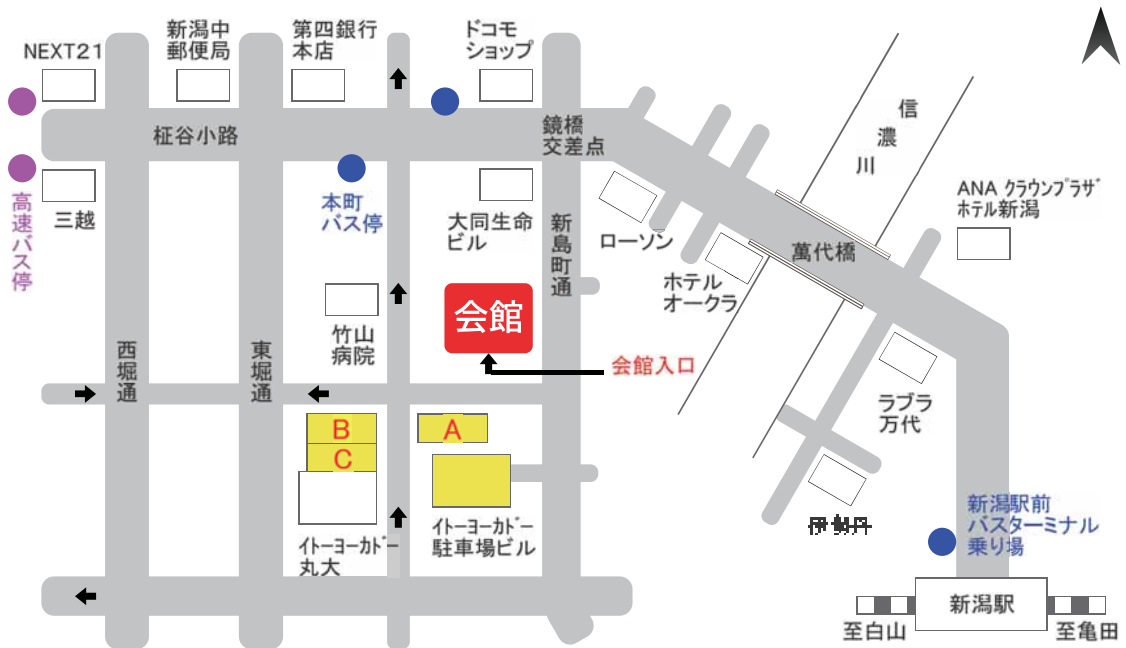 NEXT21
新潟中
郵便局
第四銀行
本店
ドコモ
ショップ
柾谷小路
鏡橋
交差点
信濃川
ANA クラウンプラザ
ホテル新潟
高速バス停
三越
本町
バス停
大同生命
ビル
新島町通
ローソン
ホテル
オークラ
萬代橋
竹山
病院
会館
会館入口
西堀通
東堀通
ラブラ
万代
B
C
A
イトーヨーカドー
丸大
イトーヨーカドー
駐車場ビル
伊勢丹
新潟駅前
バスターミナル
乗り場
新潟駅
至白山
至亀田